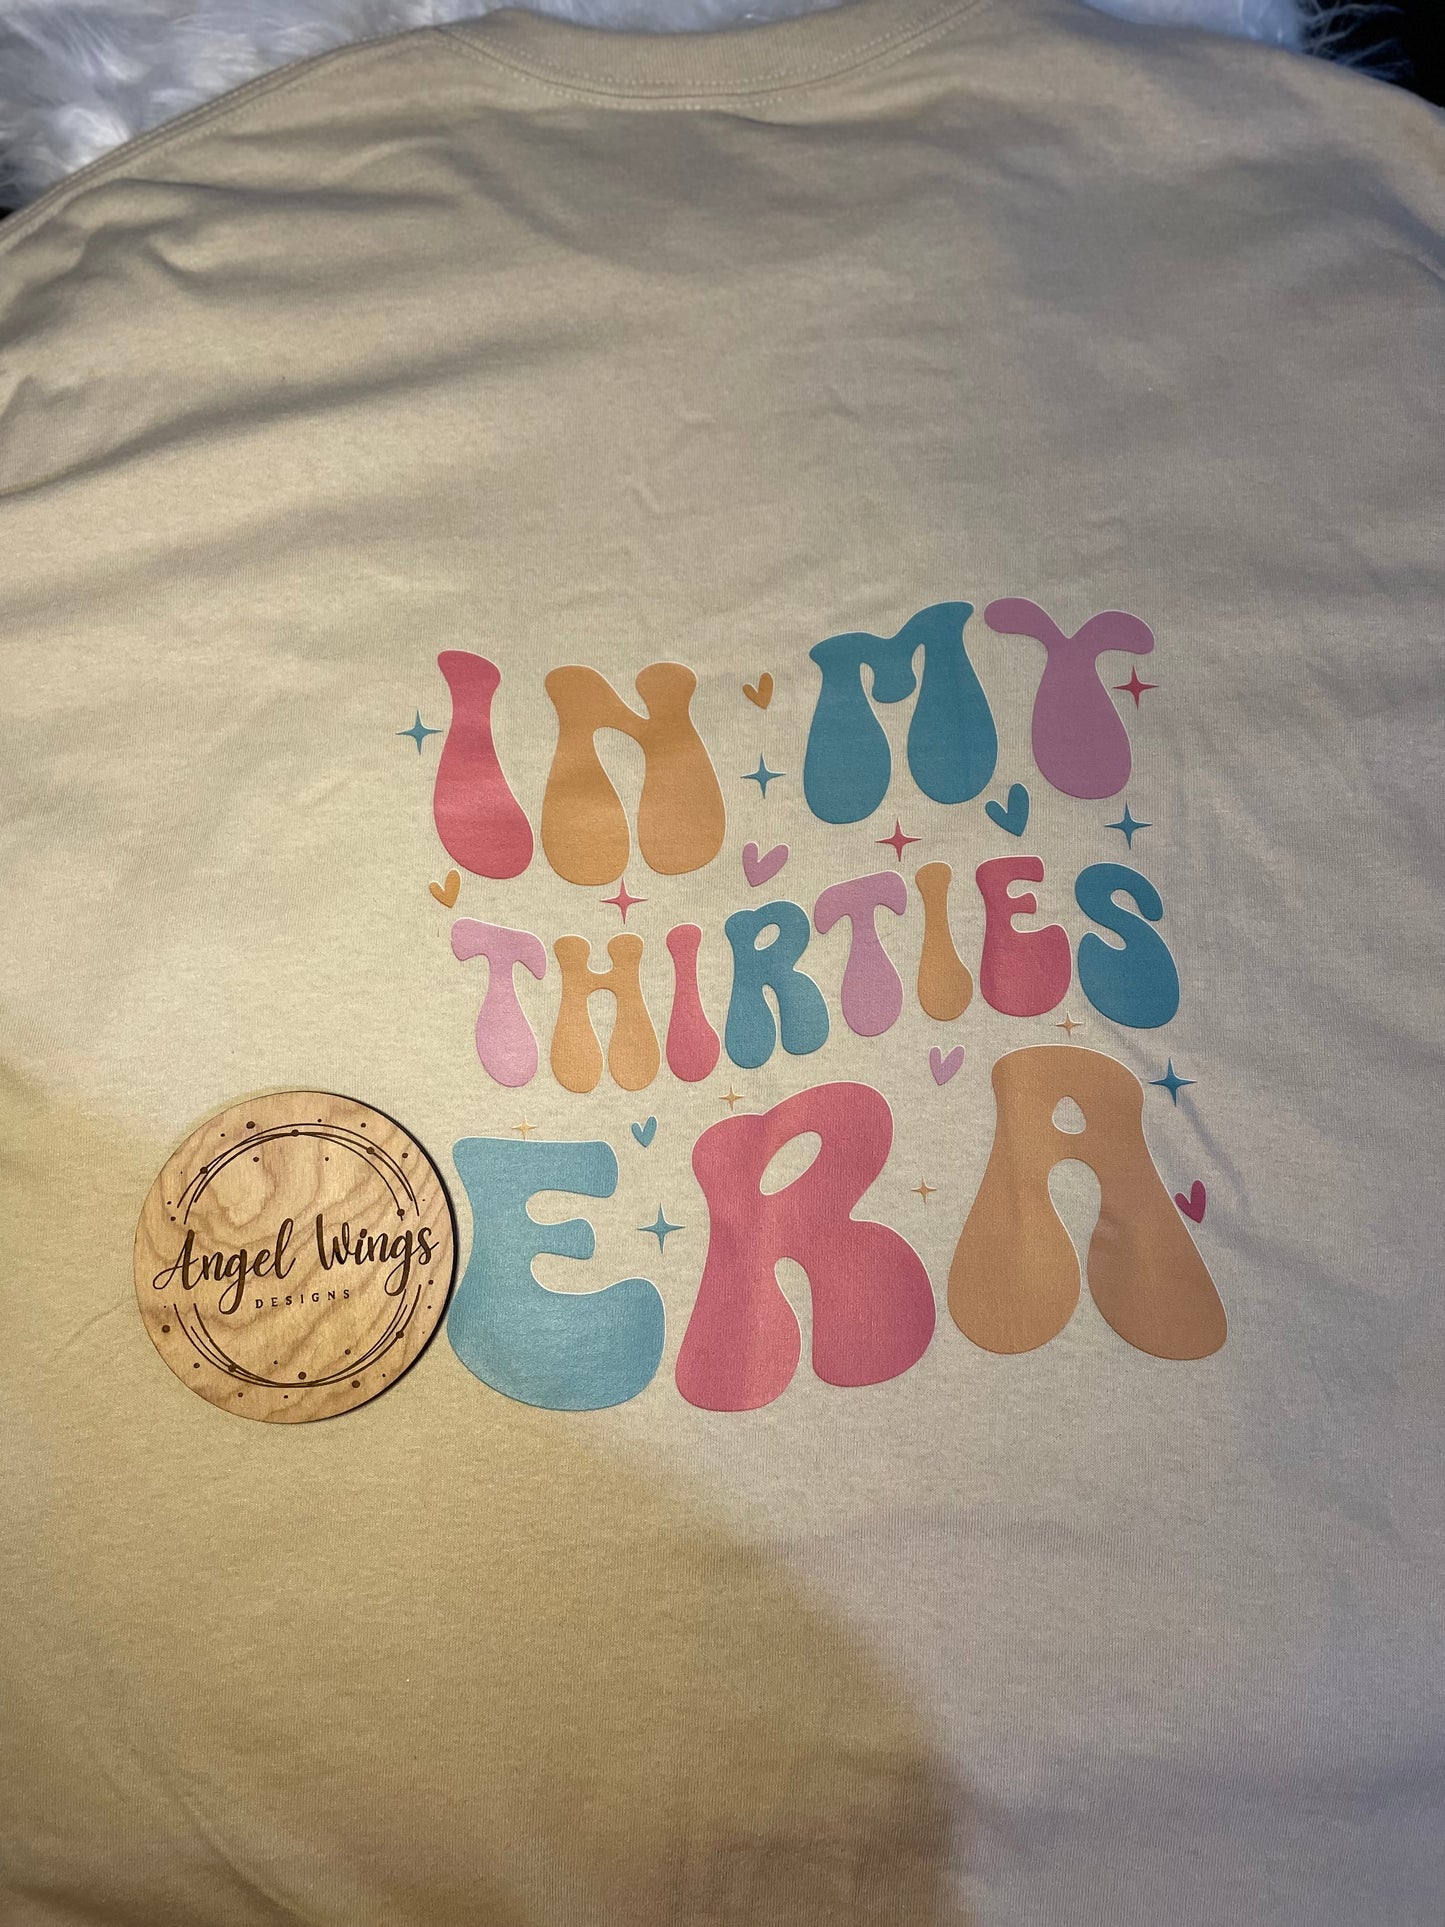 IN MY
THIRTIES
ERA
Angel Wings
DESIGNS